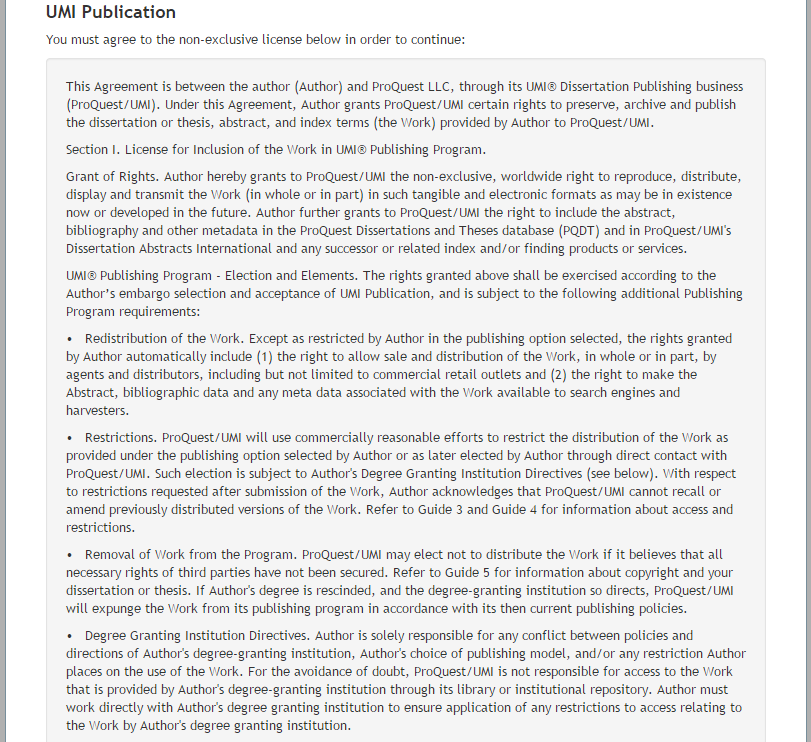 UMI Publication
You must agree to the non-exclusive license below in order to continue:
This Agreement is between the author (Author) and ProQuest LLC, through its UMI® Dissertation Publishing business
(ProQuest/UMI). Under this Agreement, Author grants ProQuest/UMI certain rights to preserve, archive and publish
the dissertation or thesis, abstract, and index terms (the Work) provided by Author to ProQuest/UMI.
Section I. License for Inclusion of the Work in UMI® Publishing Program.
Grant of Rights. Author hereby grants to ProQuest/UMI the non-exclusive, worldwide right to reproduce, distribute,
display and transmit the Work (in whole or in part) in such tangible and electronic formats as may be in existence
now or developed in the future. Author further grants to ProQuest/UMI the right to include the abstract,
bibliography and other metadata in the ProQuest Dissertations and Theses database (PQDT) and in ProQuest/UMI's
Dissertation Abstracts International and any successor or related index and/or finding products or services.
UMI® Publishing Program - Election and Elements. The rights granted above shall be exercised according to the
Author’s embargo selection and acceptance of UMI Publication, and is subject to the following additional Publishing
Program requirements:
• Redistribution of the Work. Except as restricted by Author in the publishing option selected, the rights granted
by Author automatically include (1) the right to allow sale and distribution of the Work, in whole or in part, by
agents and distributors, including but not limited to commercial retail outlets and (2) the right to make the
Abstract, bibliographic data and any meta data associated with the Work available to search engines and
harvesters.
• Restrictions. ProQuest/UMI will use commercially reasonable efforts to restrict the distribution of the Work as
provided under the publishing option selected by Author or as later elected by Author through direct contact with
ProQuest/UMI. Such election is subject to Author's Degree Granting Institution Directives (see below). With respect
to restrictions requested after submission of the Work, Author acknowledges that ProQuest/UMI cannot recall or
amend previously distributed versions of the Work. Refer to Guide 3 and Guide 4 for information about access and
restrictions.
• Removal of Work from the Program. ProQuest/UMI may elect not to distribute the Work if it believes that all
necessary rights of third parties have not been secured. Refer to Guide 5 for information about copyright and your
dissertation or thesis. If Author's degree is rescinded, and the degree-granting institution so directs, ProQuest/UMI
will expunge the Work from its publishing program in accordance with its then current publishing policies.
• Degree Granting Institution Directives. Author is solely responsible for any conflict between policies and
directions of Author's degree-granting institution, Author's choice of publishing model, and/or any restriction Author
places on the use of the Work. For the avoidance of doubt, ProQuest/UMI is not responsible for access to the Work
that is provided by Author's degree-granting institution through its library or institutional repository. Author must
work directly with Author's degree granting institution to ensure application of any restrictions to access relating to
the Work by Author's degree granting institution.